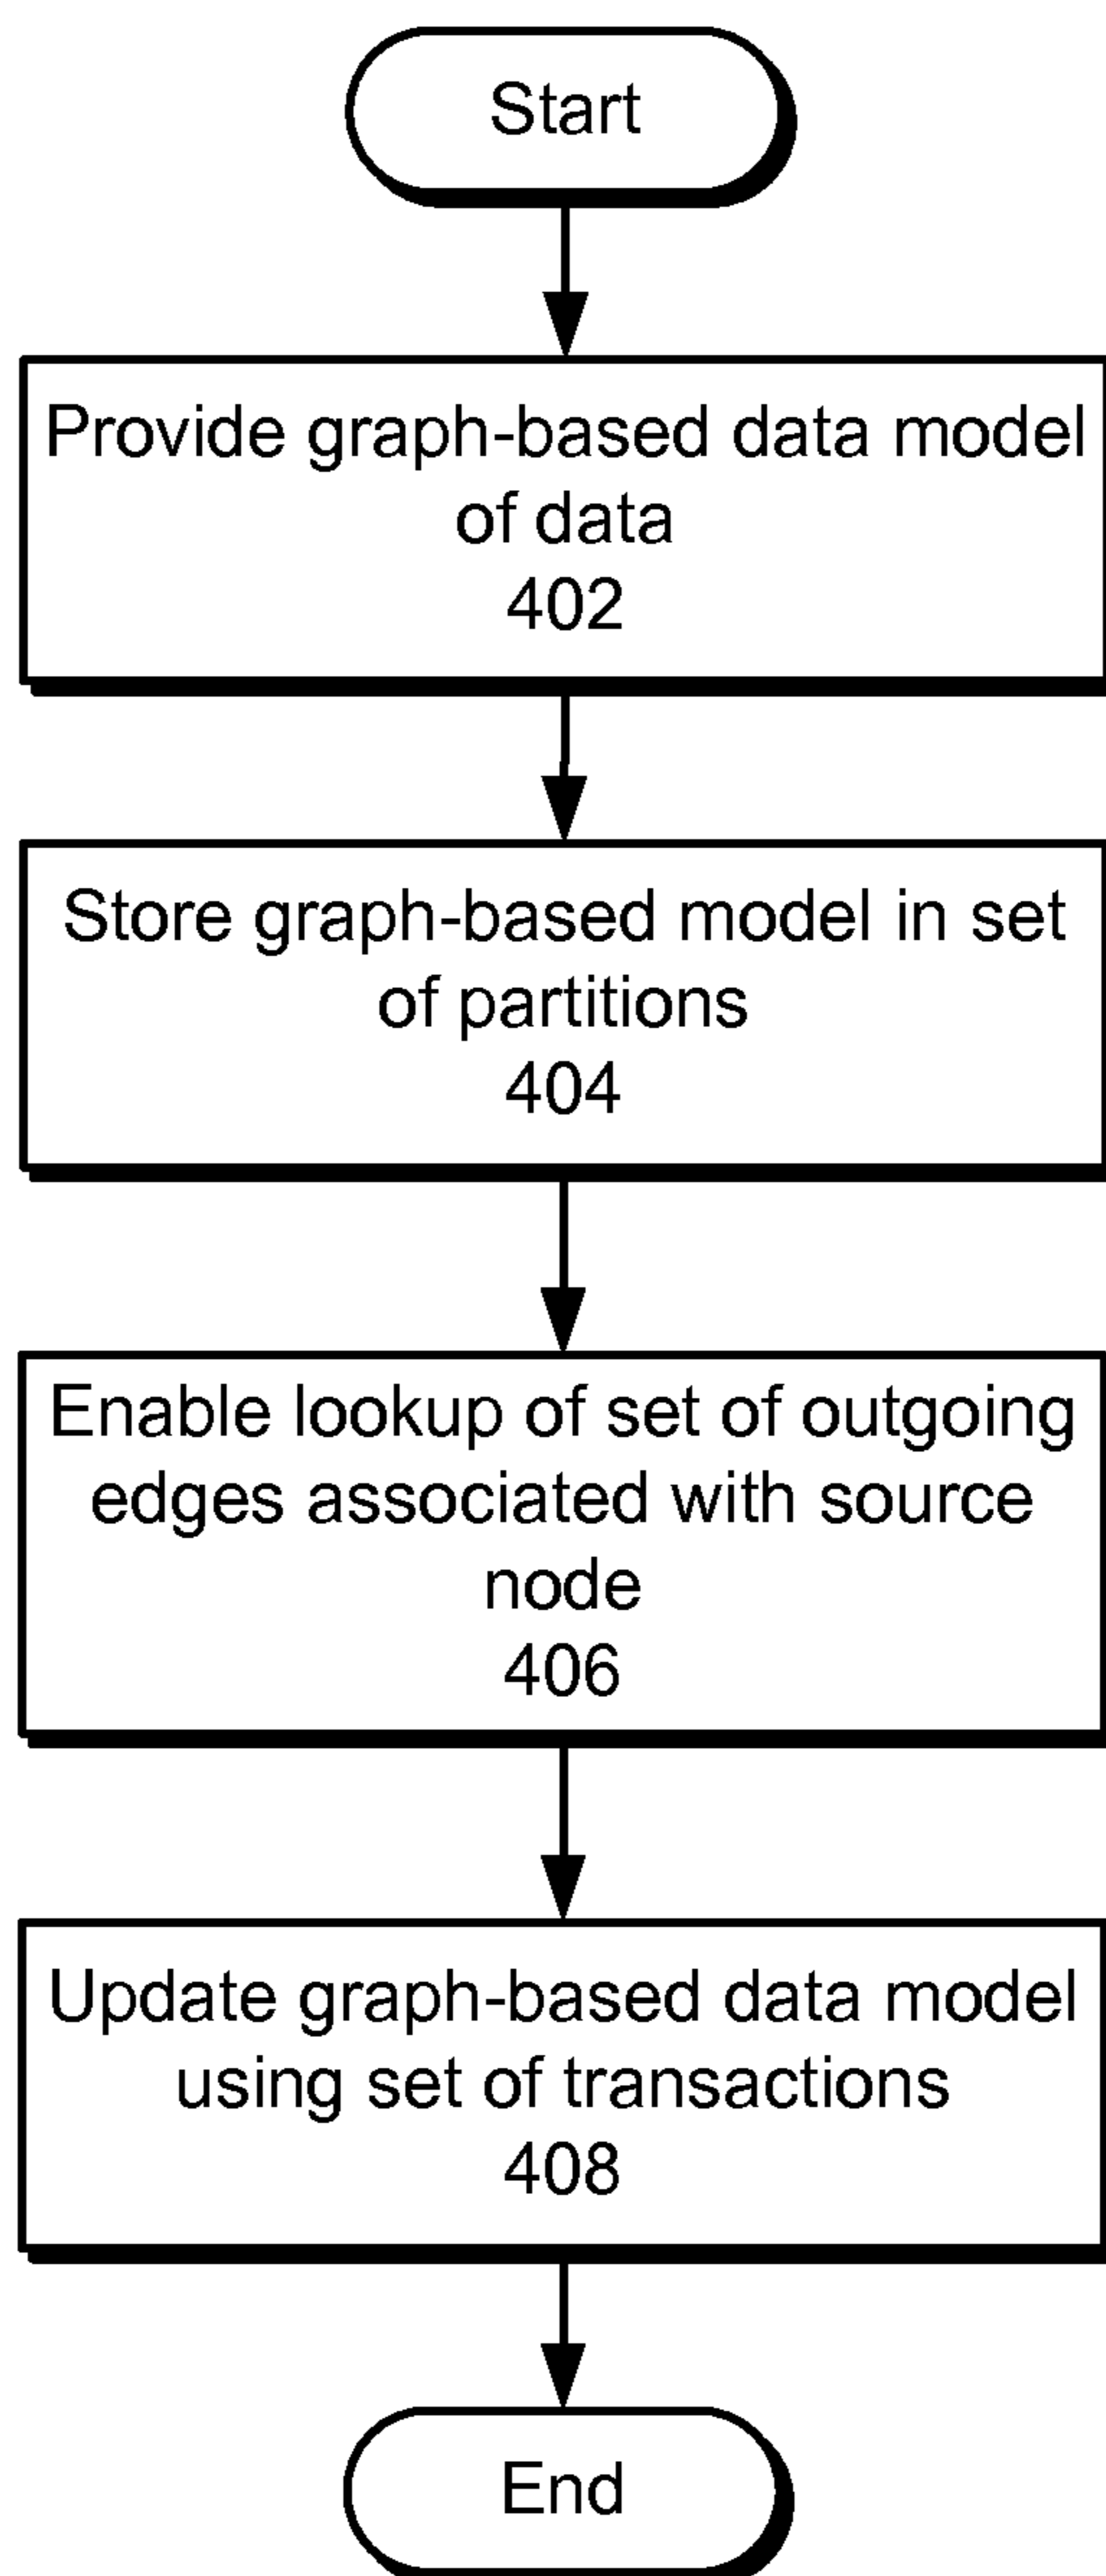 Start
Provide graph-based data model
of data
402
Store graph-based model in set
of partitions
404
Enable lookup of set of outgoing
edges associated with source
node
406
Update graph-based data model
using set of transactions
408
End